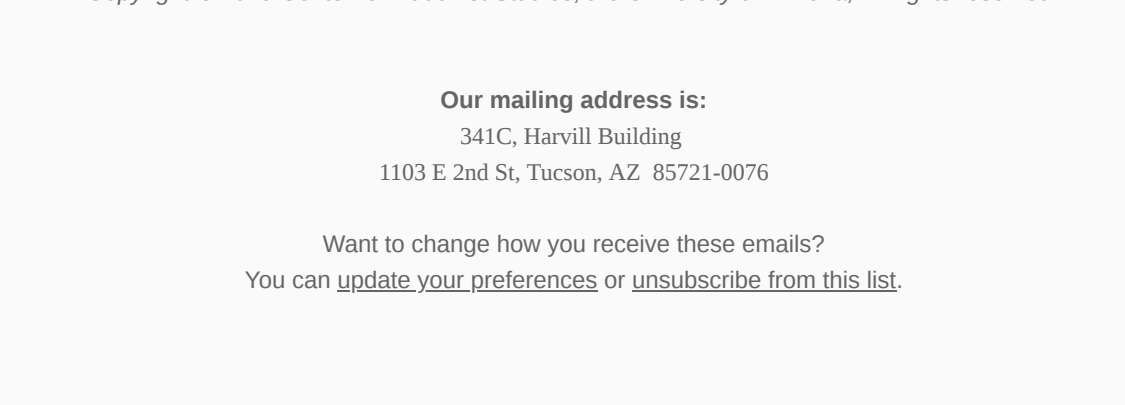 Our mailing address is:
341C, Harvill Building
1103 E 2nd St, Tucson, AZ  85721-0076
Want to change how you receive these emails?
You can update your preferences or unsubscribe from this list.